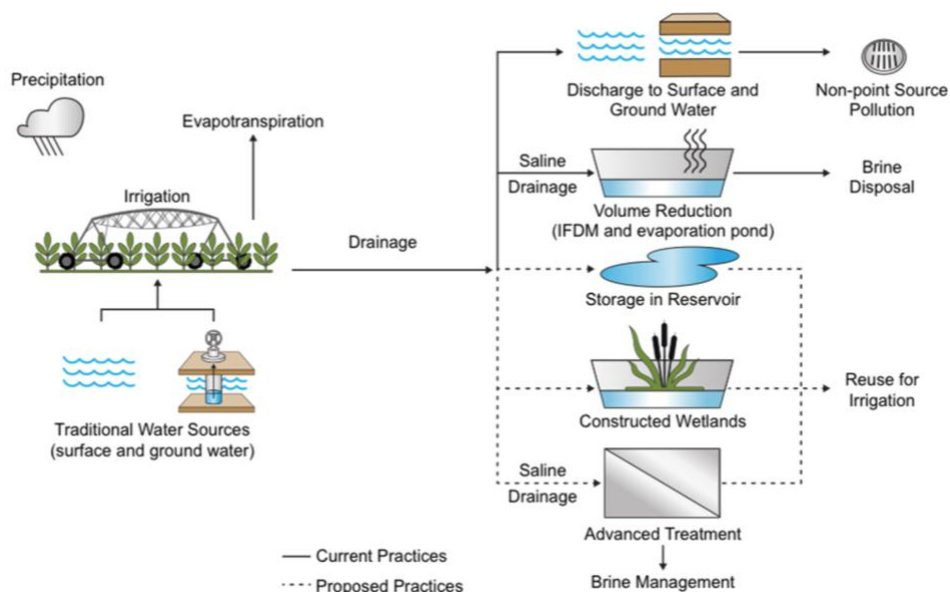 Precipitation
Evapotranspiration
Irrigation
Drainage
Traditional Water Sources
(surface and ground water)
Discharge to Surface and
Ground Water
Non-point Source
Pollution
Saline
Drainage
Volume Reduction
(IFDM and evaporation pond)
Brine
Disposal
Storage in Reservoir
Constructed Wetlands
Reuse for
Irrigation
Saline
Drainage
Advanced Treatment
Brine Management
Current Practices
Proposed Practices